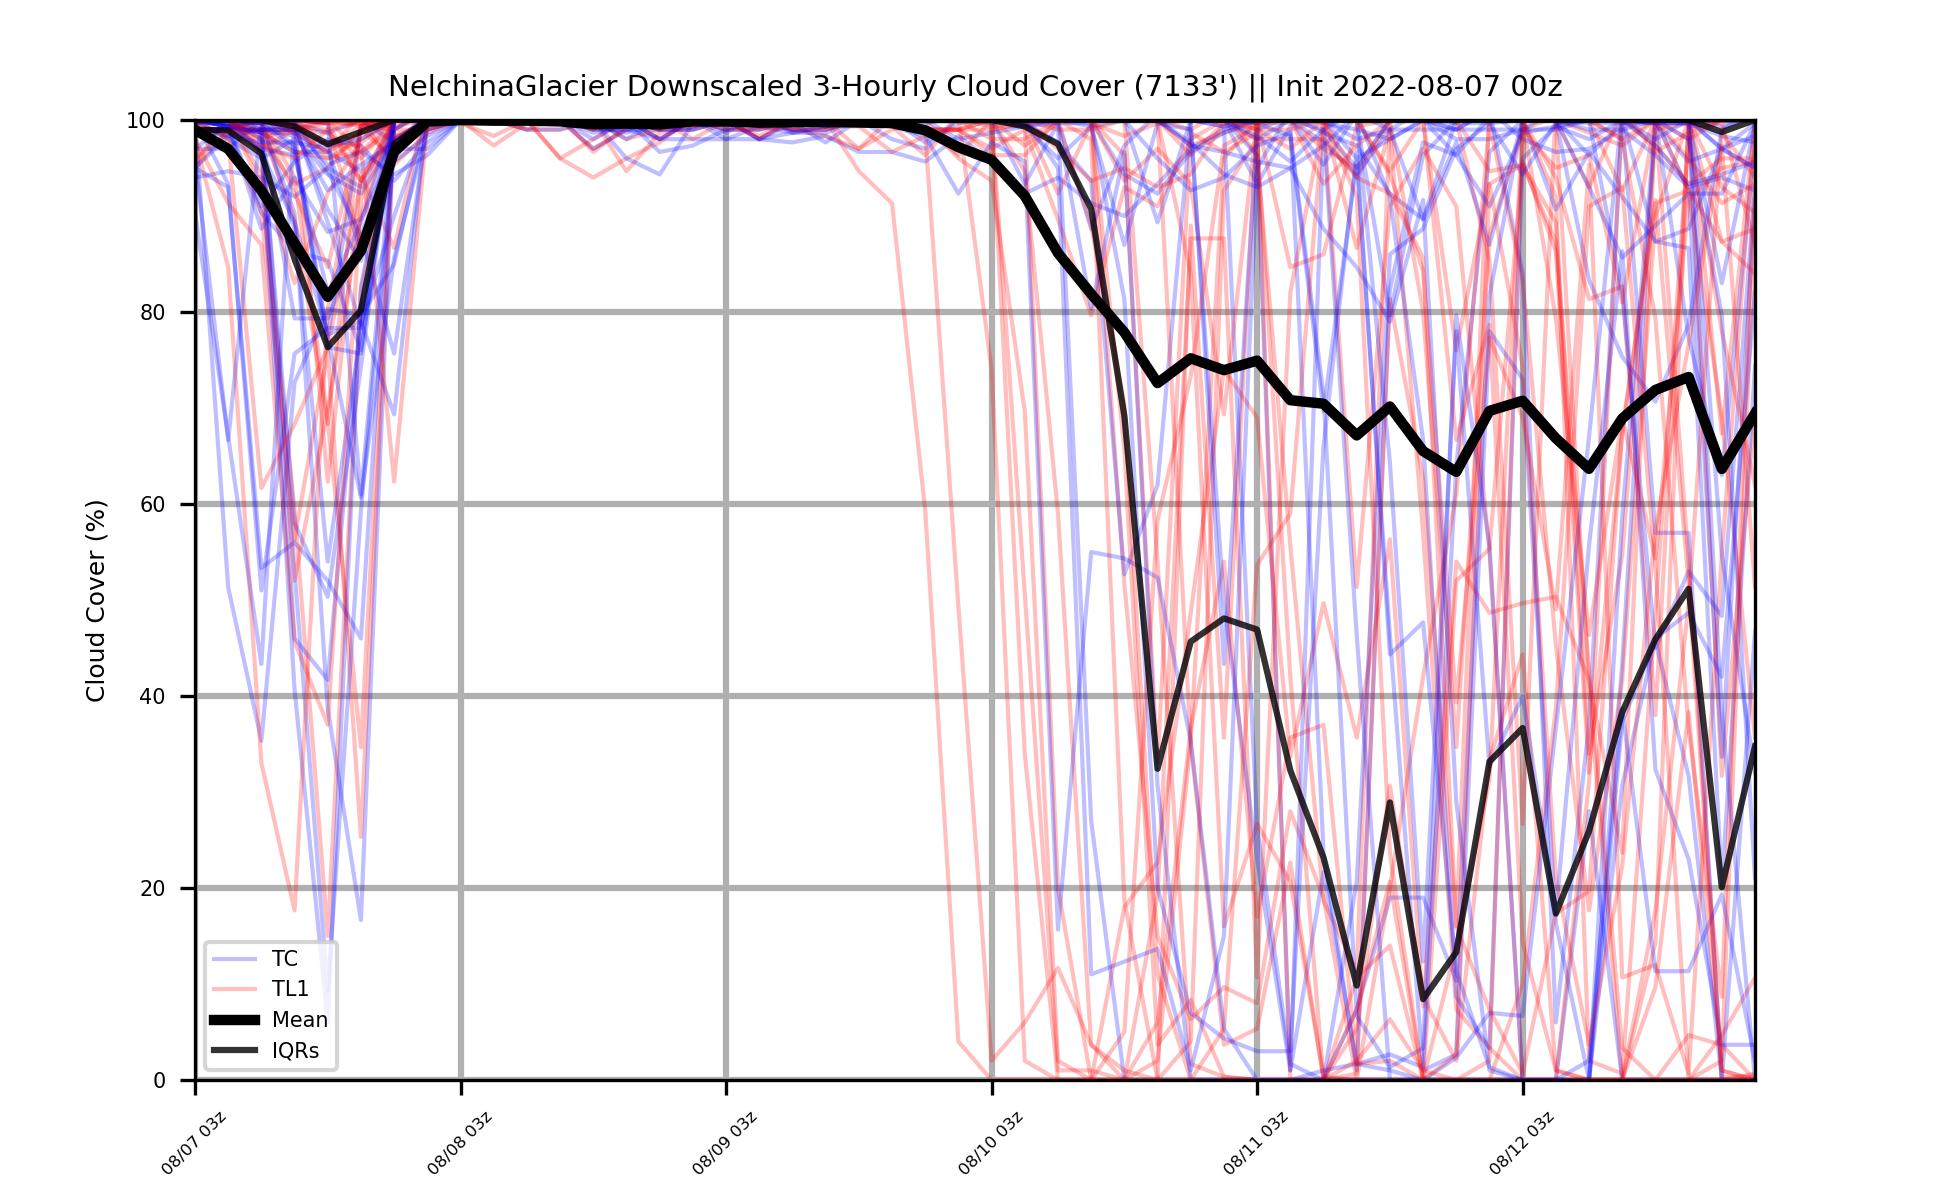 NelchinaGlacier Downscaled 3-Hourly Cloud Cover (7133') || Init 2022-08-07 00z
Cloud Cover (%)
100
80
60
40
20
0
TC
TL1
Mean
IQRs
08/07 03z
08/08 03z
08/09 03z
08/10 03z
08/11 03z
08/12 03z